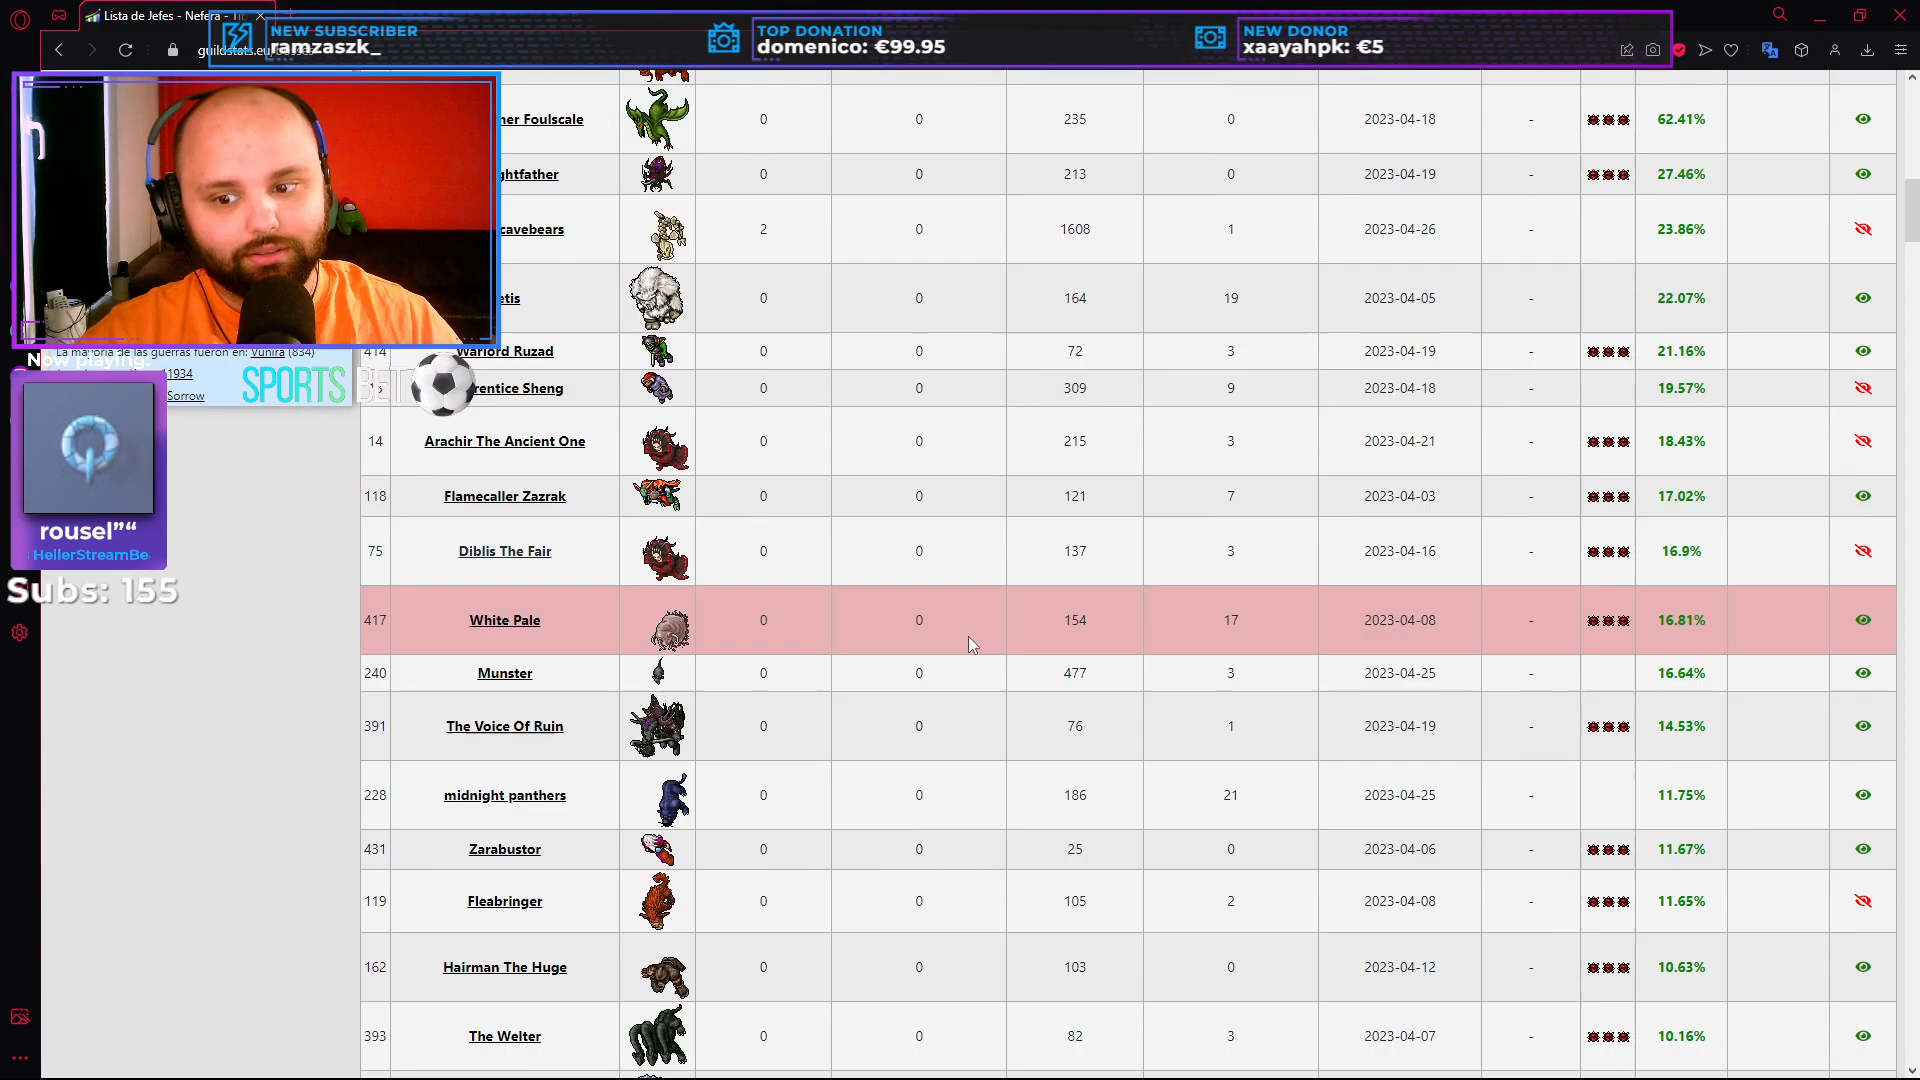 Lista de Jefes - Nefera - Tib
NEW SUBSCRIBER
ramzaszk_
TOP DONATION
domenico: €99.95
NEW DONOR
xaayahpk: €5
guildstats.eu
her Foulscale 0 0 235 0 2023-04-18 - 62.41%
ghtfather 0 0 213 0 2023-04-19 - 27.46%
cavebears 2 0 1608 1 2023-04-26 - 23.86%
etis 0 0 164 19 2023-04-05 - 22.07%
La mayoría de las guerras fueron en: Vunira (834)
414 Warlord Ruzad 0 0 72 3 2023-04-19 - 21.16%
Now playing:
1934
rentice Sheng 0 0 309 9 2023-04-18 - 19.57%
Sorrow
SPORTS BET
14 Arachir The Ancient One 0 0 215 3 2023-04-21 - 18.43%
118 Flamecaller Zazrak 0 0 121 7 2023-04-03 - 17.02%
rousel”“
HellerStreamBe
75 Diblis The Fair 0 0 137 3 2023-04-16 - 16.9%
Subs: 155
417 White Pale 0 0 154 17 2023-04-08 - 16.81%
240 Munster 0 0 477 3 2023-04-25 - 16.64%
391 The Voice Of Ruin 0 0 76 1 2023-04-19 - 14.53%
228 midnight panthers 0 0 186 21 2023-04-25 - 11.75%
431 Zarabustor 0 0 25 0 2023-04-06 - 11.67%
119 Fleabringer 0 0 105 2 2023-04-08 - 11.65%
162 Hairman The Huge 0 0 103 0 2023-04-12 - 10.63%
393 The Welter 0 0 82 3 2023-04-07 - 10.16%